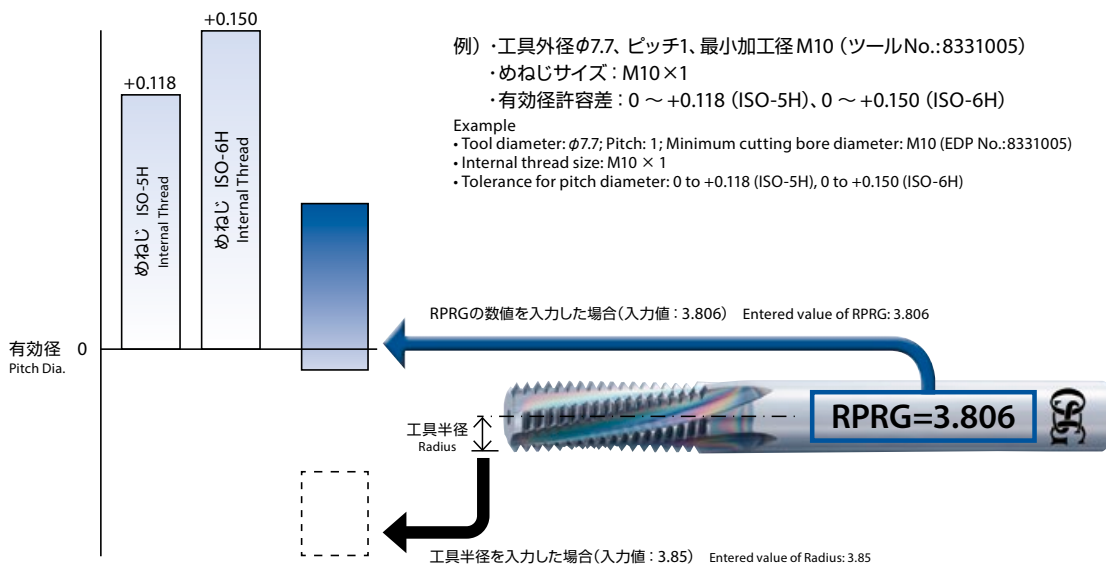 +0.150
+0.118
めねじ ISO-5H
Internal Thread
めねじ ISO-6H
Internal Thread
例）・工具外径φ7.7、ピッチ1、最小加工径M10（ツールNo.:8331005）
・めねじサイズ：M10×1
・有効径許容差：0 ～ +0.118（ISO-5H）、0 ～ +0.150（ISO-6H）
Example
• Tool diameter: φ7.7; Pitch: 1; Minimum cutting bore diameter: M10 (EDP No.:8331005)
• Internal thread size: M10 × 1
• Tolerance for pitch diameter: 0 to +0.118 (ISO-5H), 0 to +0.150 (ISO-6H)
RPRGの数値を入力した場合（入力値：3.806） Entered value of RPRG: 3.806
有効径 0
Pitch Dia.
RPRG=3.806
OSG
工具半径
Radius
工具半径を入力した場合（入力値：3.85） Entered value of Radius: 3.85